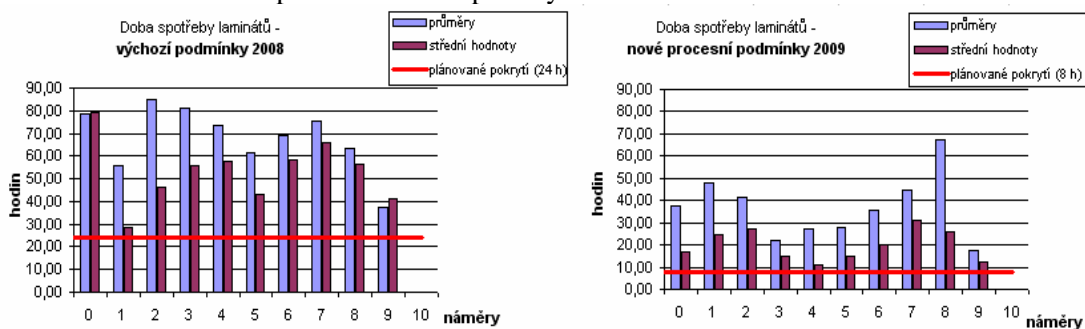 Doba spotřeby laminátů -
výchozí podmínky 2008
průměry
střední hodnoty
plánované pokrytí (24 h)
90,00
80,00
70,00
60,00
50,00
40,00
30,00
20,00
10,00
0,00
hodin
0 1 2 3 4 5 6 7 8 9 10
náměry
Doba spotřeby laminátů -
nové procesní podmínky 2009
průměry
střední hodnoty
plánované pokrytí (8 h)
90,00
80,00
70,00
60,00
50,00
40,00
30,00
20,00
10,00
0,00
hodin
0 1 2 3 4 5 6 7 8 9 10
náměry